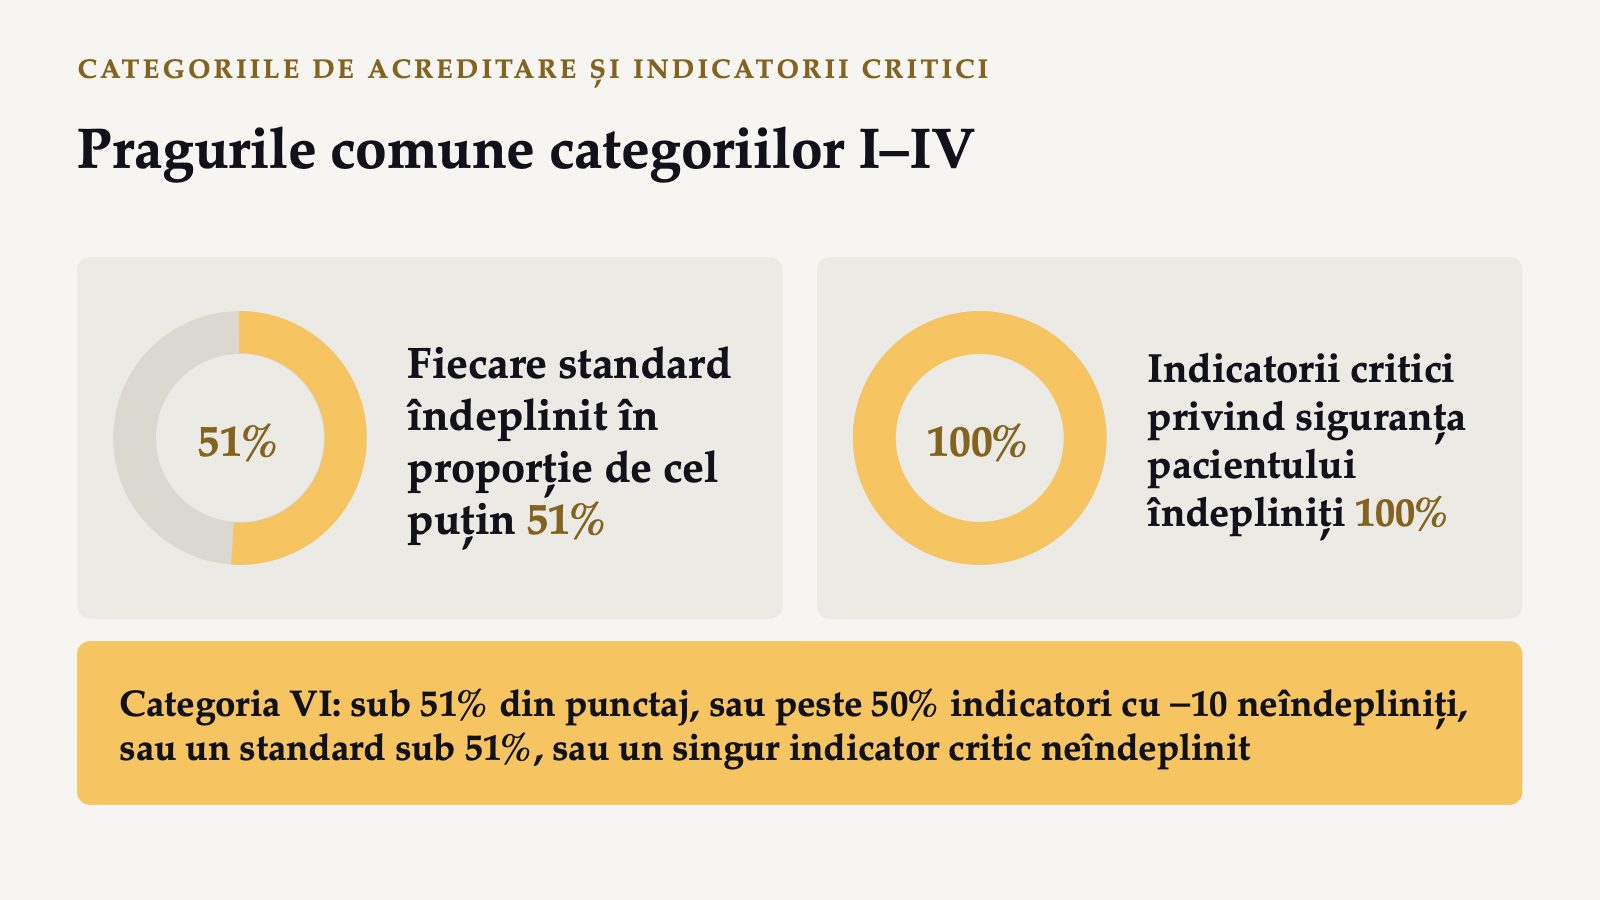 CATEGORIILE DE ACREDITARE ȘI INDICATORII CRITICI
Pragurile comune categoriilor I–IV
51%
Fiecare standard
îndeplinit în
proporție de cel
puțin 51%
100%
Indicatorii critici
privind siguranța
pacientului
îndepliniți 100%
Categoria VI: sub 51% din punctaj, sau peste 50% indicatori cu –10 neîndepliniți,
sau un standard sub 51%, sau un singur indicator critic neîndeplinit